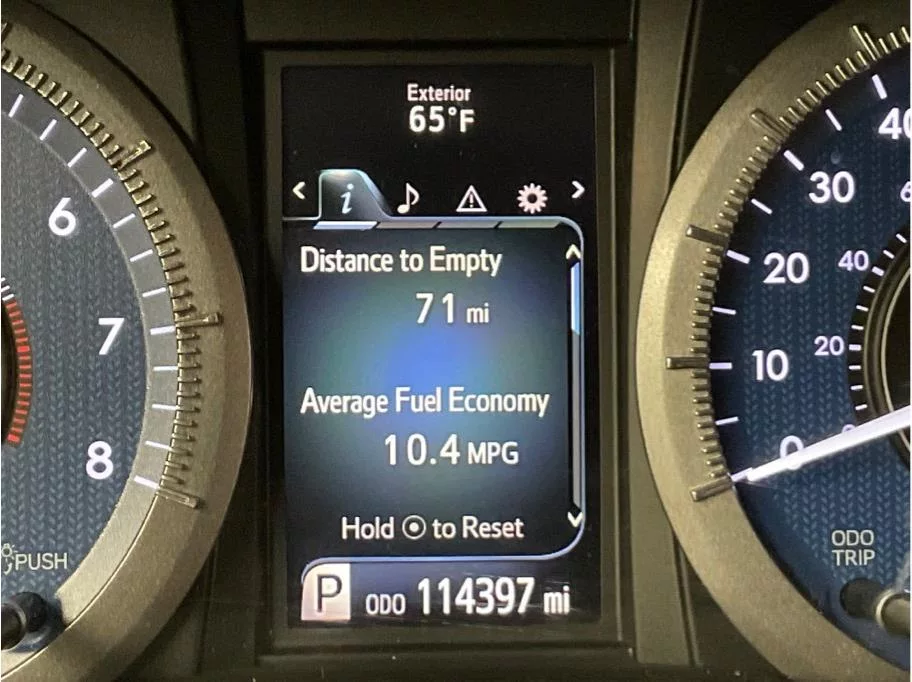 Exterior
65°F
i
Distance to Empty
71 mi
Average Fuel Economy
10.4 MPG
Hold ⊙ to Reset
P ODO 114397 mi
6
7
8
PUSH
40
30
20
10
0
40
20
ODO
TRIP